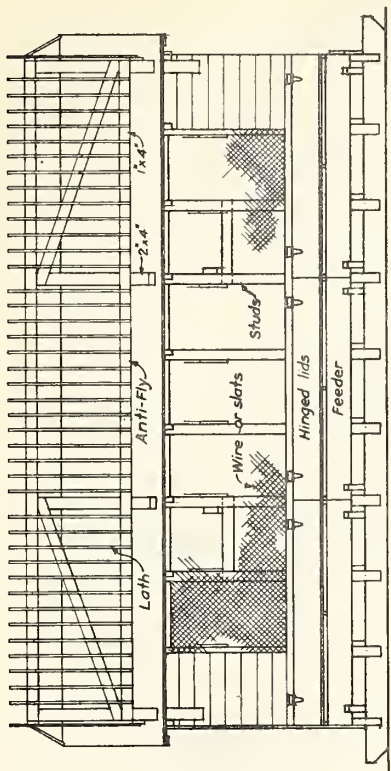 1"x4"
2"x4"
Anti-Fly
Lath
Studs
Wire or slats
Hinged lids
Feeder